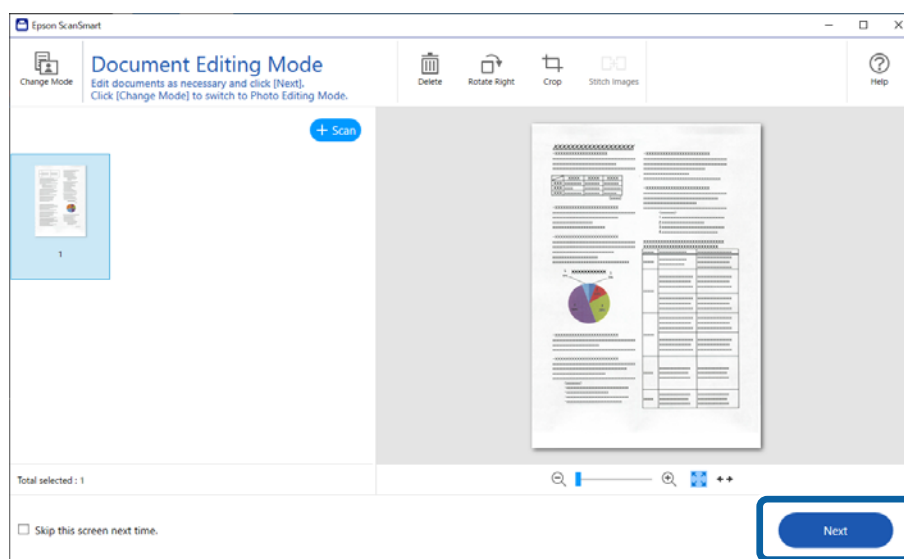 Epson ScanSmart
Change Mode
Document Editing Mode
Edit documents as necessary and click [Next].
Click [Change Mode] to switch to Photo Editing Mode.
Delete
Rotate Right
Crop
Stitch Images
Help
+ Scan
1
Total selected : 1
Skip this screen next time.
Next